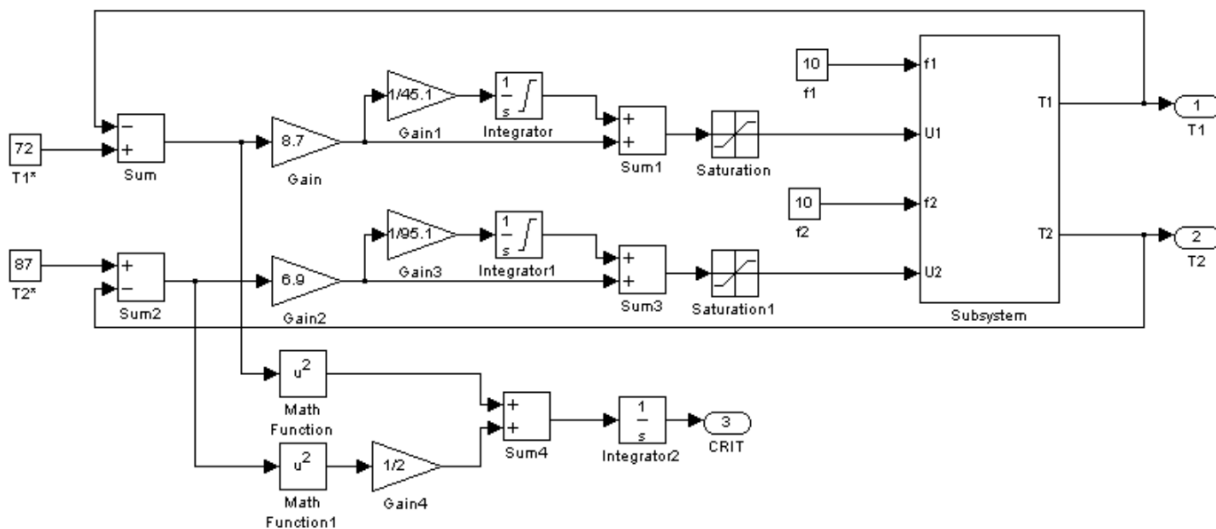 10
f1
f1
1/45.1
1
s
Gain1
Integrator
T1
1
T1
−
+
72
T1*
Sum
8.7
Gain
+
+
Sum1
Saturation
U1
10
f2
f2
1/95.1
1
s
Gain3
Integrator1
T2
2
T2
87
T2*
+
−
Sum2
6.9
Gain2
+
+
Sum3
Saturation1
U2
Subsystem
u2
Math
Function
+
+
Sum4
1
s
Integrator2
3
CRIT
u2
Math
Function1
1/2
Gain4